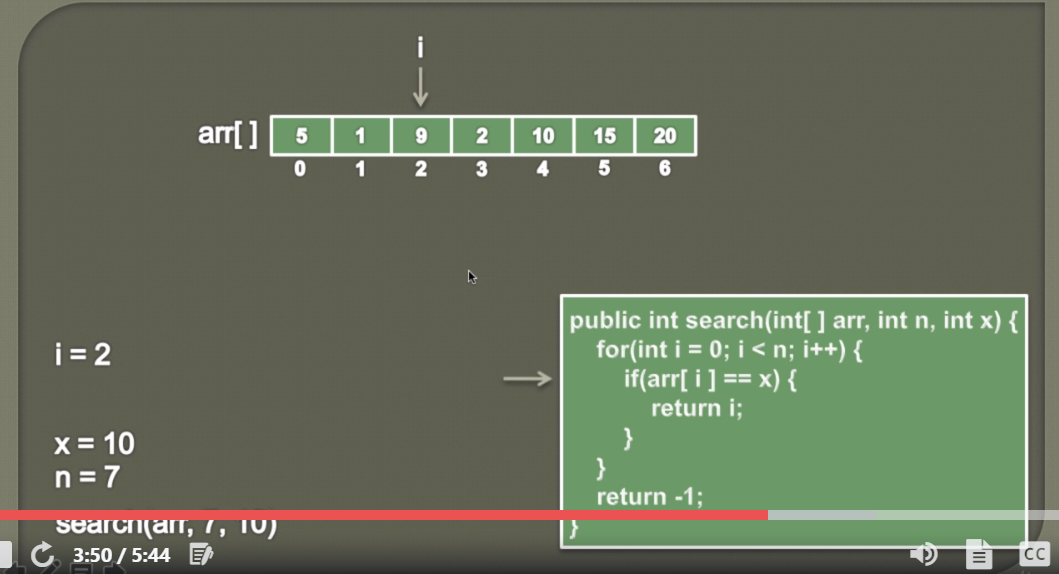 i
arr[ ] 5 1 9 2 10 15 20
0 1 2 3 4 5 6
i = 2
x = 10
n = 7
search(arr, 7, 10)
public int search(int[ ] arr, int n, int x) {
for(int i = 0; i < n; i++) {
if(arr[ i ] == x) {
return i;
}
}
return -1;
}
3:50 / 5:44
CC